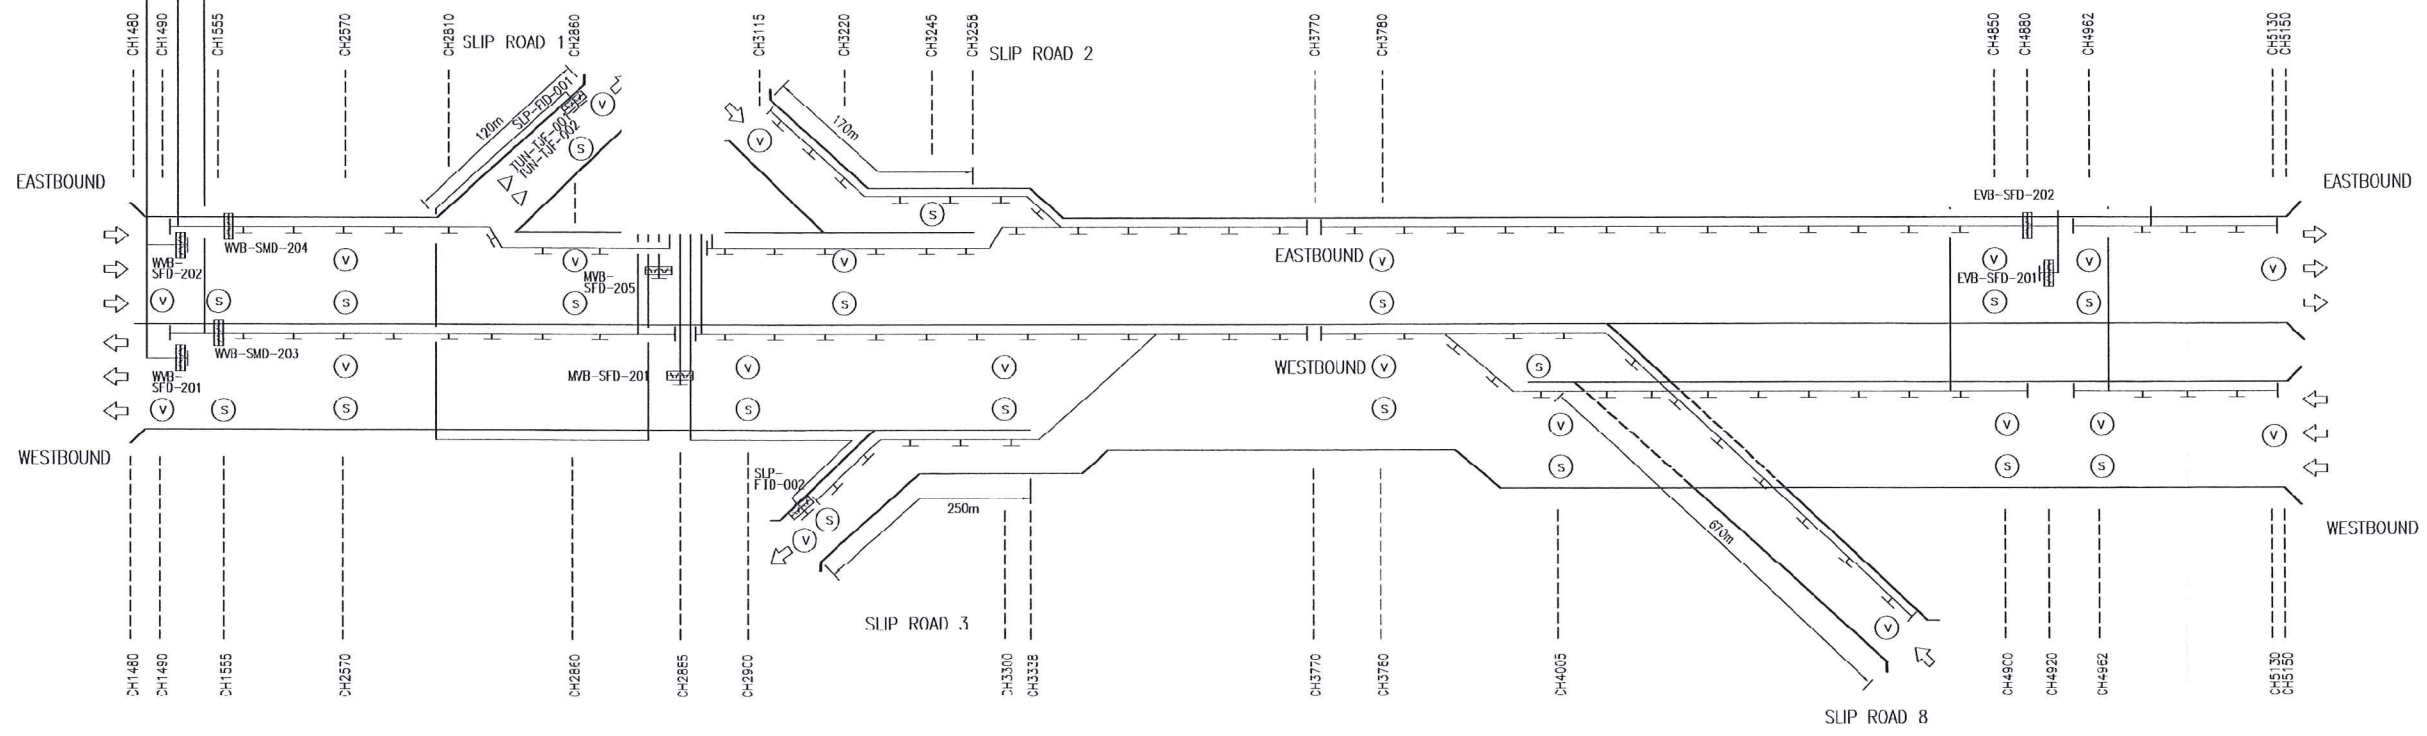 CH1480
CH1490
CH1555
CH2570
CH2810
SLIP ROAD 1
CH2860
CH3115
CH3220
CH3245
CH3258
SLIP ROAD 2
CH3770
CH3780
CH4850
CH4880
CH4962
CH5130
CH5150
120m
SLP-FID-001
TUN-TJF-001
TUN-TJF-002
V
S
V
170m
S
EASTBOUND
EVB-SFD-202
EASTBOUND
WVB-SMD-204
WVB-
SFD-202
V
S
V
S
V
S
MVB-
SFD-205
V
S
EASTBOUND
V
S
V
S
EVB-SFD-201
V
S
V
WVB-SMD-203
WVB-
SFD-201
V
S
V
S
MVB-SFD-201
V
S
V
S
WESTBOUND
V
S
S
V
S
V
S
V
S
V
WESTBOUND
SLP-
FID-002
S
V
250m
670m
WESTBOUND
SLIP ROAD 3
V
SLIP ROAD 8
CH1480
CH1490
CH1555
CH2570
CH2860
CH2885
CH2900
CH3300
CH3338
CH3770
CH3760
CH4005
CH4900
CH4920
CH4962
CH5130
CH5150